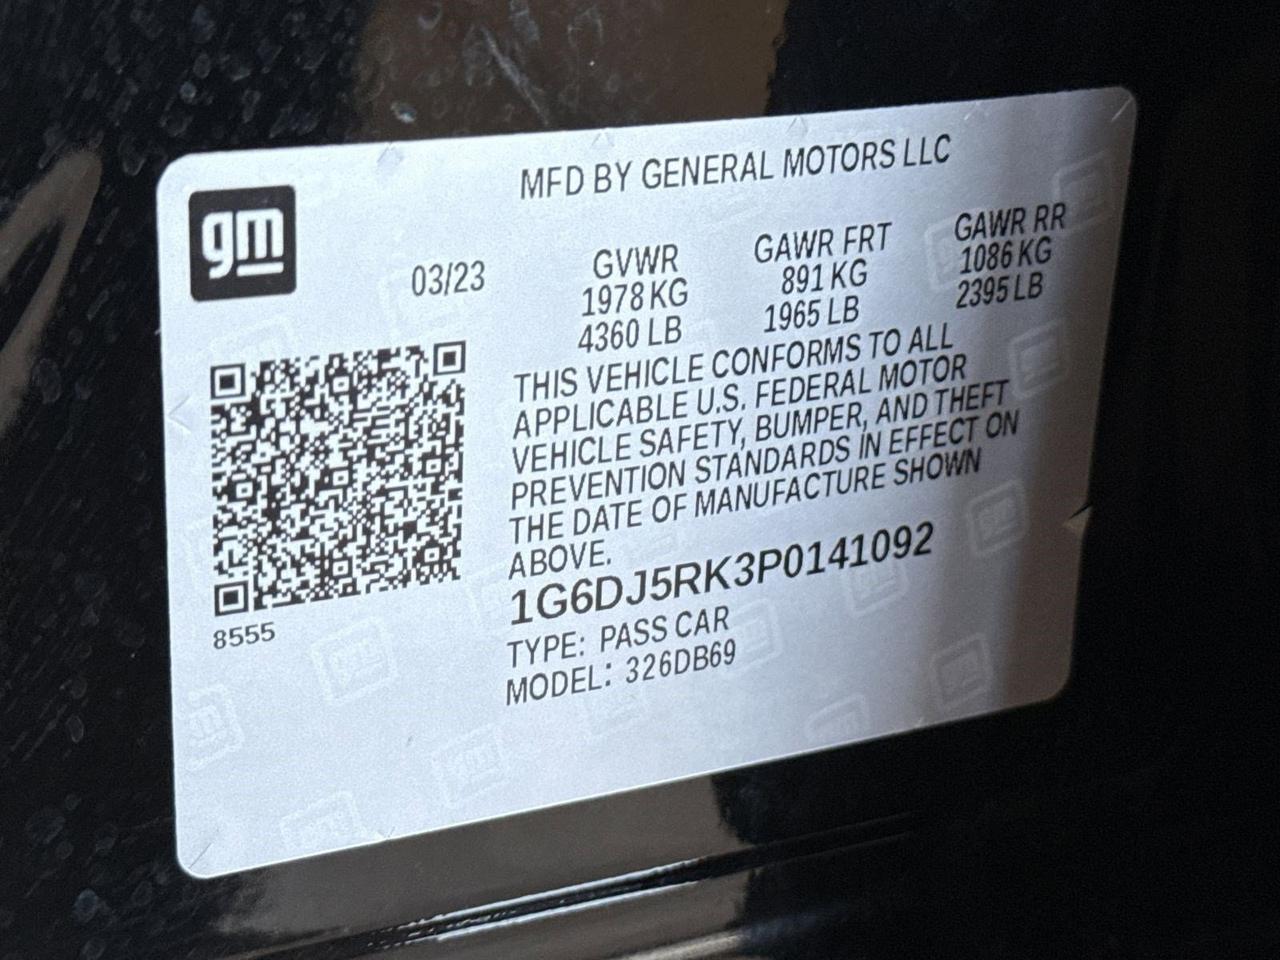 MFD BY GENERAL MOTORS LLC
gm
03/23
GVWR
1978 KG
4360 LB
GAWR FRT
891 KG
1965 LB
GAWR RR
1086 KG
2395 LB
THIS VEHICLE CONFORMS TO ALL
APPLICABLE U.S. FEDERAL MOTOR
VEHICLE SAFETY, BUMPER, AND THEFT
PREVENTION STANDARDS IN EFFECT ON
THE DATE OF MANUFACTURE SHOWN
ABOVE.
1G6DJ5RK3P0141092
TYPE: PASS CAR
MODEL: 326DB69
8555